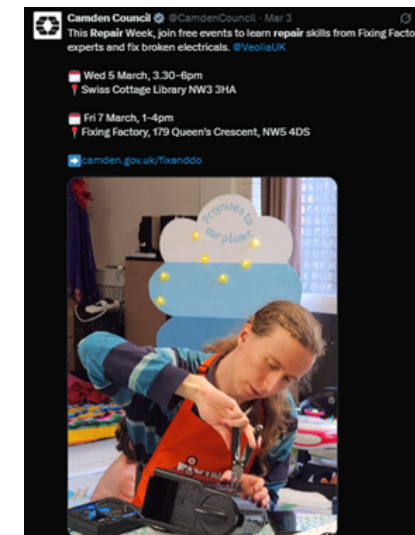 Camden Council @CamdenCouncil · Mar 3
This Repair Week, join free events to learn repair skills from Fixing Facto
experts and fix broken electricals. @VeoliaUK
Wed 5 March, 3.30-6pm
Swiss Cottage Library NW3 3HA
Fri 7 March, 1-4pm
Fixing Factory, 179 Queen's Crescent, NW5 4DS
camden.gov.uk/fixanddo
Promises to
our planet
FIXING